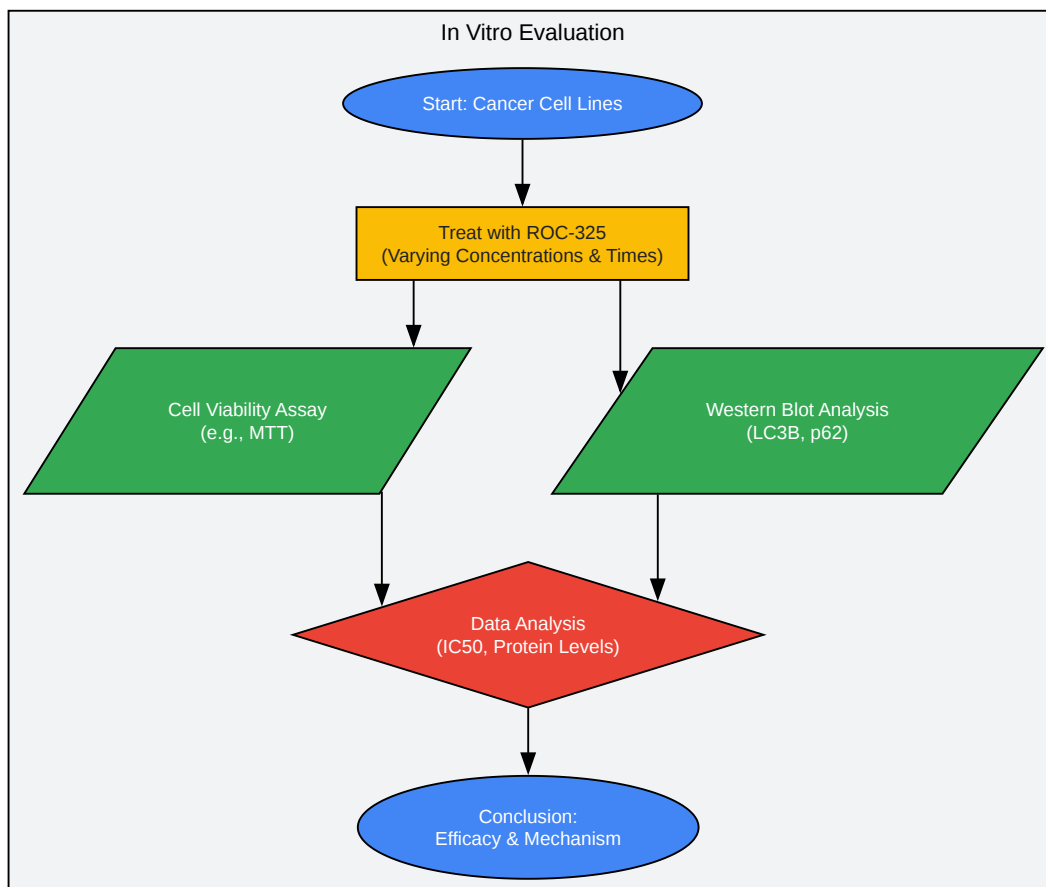 In Vitro Evaluation
Start: Cancer Cell Lines
Treat with ROC-325
(Varying Concentrations & Times)
Cell Viability Assay
(e.g., MTT)
Western Blot Analysis
(LC3B, p62)
Data Analysis
(IC50, Protein Levels)
Conclusion:
Efficacy & Mechanism